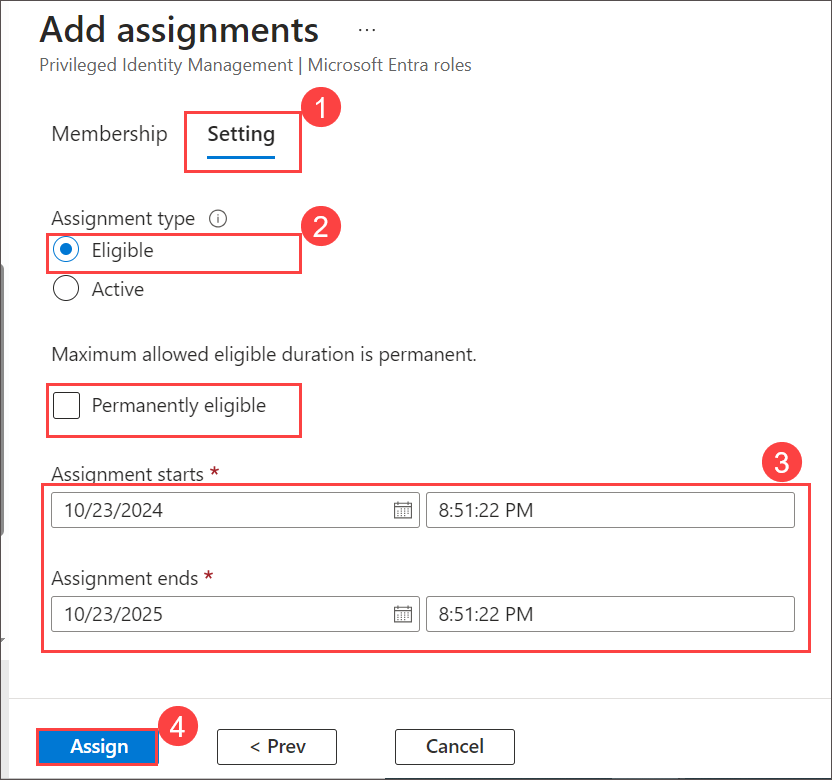 Add assignments ...
Privileged Identity Management | Microsoft Entra roles
1
Membership Setting
Assignment type
2
Eligible
Active
Maximum allowed eligible duration is permanent.
Permanently eligible
3
Assignment starts *
10/23/2024 8:51:22 PM
Assignment ends *
10/23/2025 8:51:22 PM
4
Assign < Prev Cancel